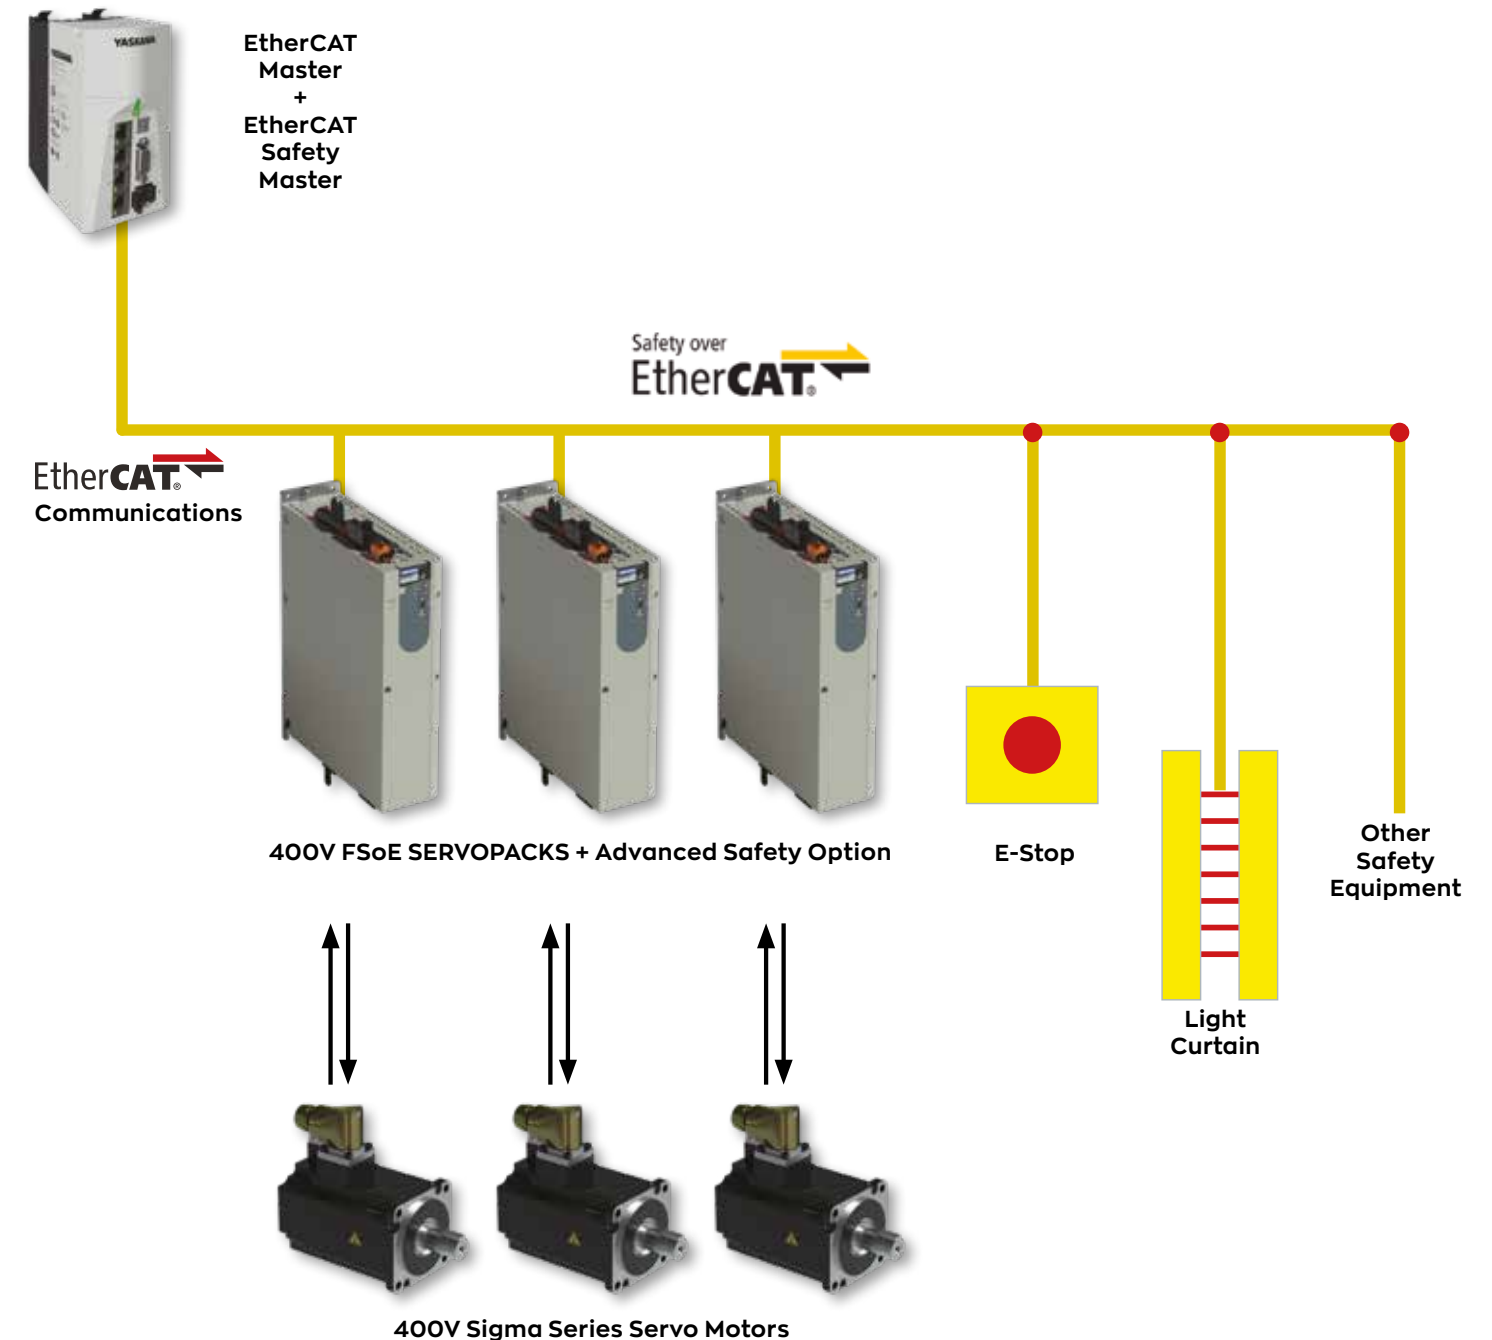 YASKAWA
EtherCAT
Master
+
EtherCAT
Safety
Master
Safety over
EtherCAT®
EtherCAT®
Communications
400V FSoE SERVOPACKS + Advanced Safety Option
E-Stop
Other
Safety
Equipment
Light
Curtain
400V Sigma Series Servo Motors